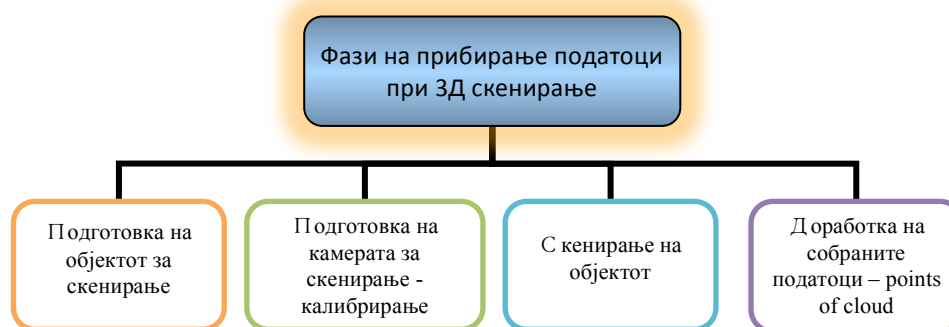 Фази на прибирање податоци
при 3Д скенирање
Подготовка на
објектот за
скенирање
Подготовка на
камерата за
скенирање -
калибрирање
Скенирање на
објектот
Доработка на
собраните
податоци – points
of cloud